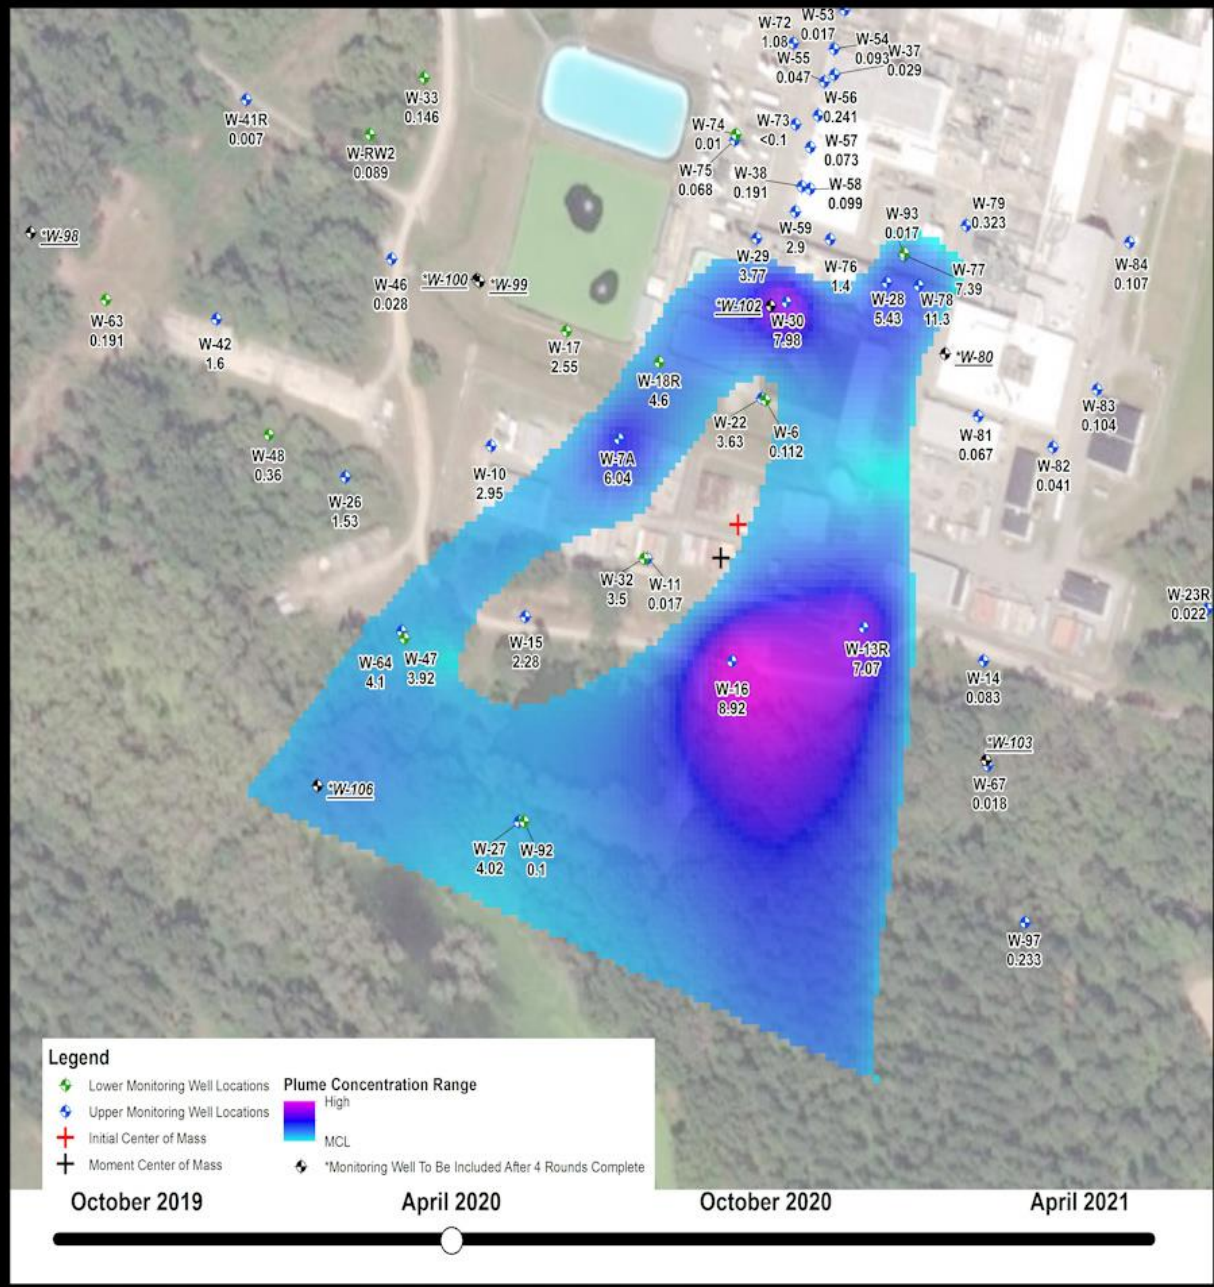 W-53
0.017
W-72
1.08
W-54
0.093
W-37
0.029
W-55
0.047
W-33
0.146
W-41R
0.007
W-56
0.241
W-74
0.01
W-73
<0.1
W-RW2
0.089
W-57
0.073
W-75
0.068
W-38
0.191
W-58
0.099
W-79
0.323
W-93
0.017
*W-98
W-59
2.9
W-29
3.77
W-76
1.4
W-77
7.39
W-84
0.107
W-46
0.028
*W-100
*W-99
W-28
5.43
W-78
11.3
*W-102
W-30
7.98
W-63
0.191
W-42
1.6
W-17
2.55
*W-80
W-18R
4.6
W-22
3.63
W-6
0.112
W-83
0.104
W-81
0.067
W-48
0.36
W-10
2.95
W-7A
6.04
W-82
0.041
W-26
1.53
W-32
3.5
W-11
0.017
W-23R
0.022
W-15
2.28
W-13R
7.07
W-64
4.1
W-47
3.92
W-16
8.92
W-14
0.083
*W-103
W-67
0.018
*W-106
W-27
4.02
W-92
0.1
W-97
0.233
Legend
Lower Monitoring Well Locations
Upper Monitoring Well Locations
Initial Center of Mass
Moment Center of Mass
Plume Concentration Range
High
MCL
*Monitoring Well To Be Included After 4 Rounds Complete
October 2019 April 2020 October 2020 April 2021